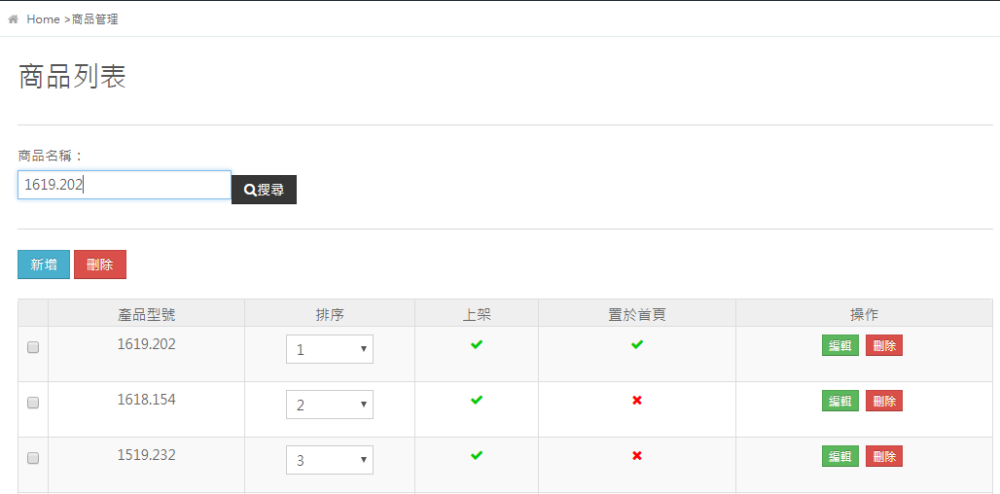 Home >商品管理
商品列表
商品名稱：
1619.202
搜尋
新增 刪除
產品型號 排序 上架 置於首頁 操作
1619.202 1 編輯 刪除
1618.154 2 編輯 刪除
1519.232 3 編輯 刪除